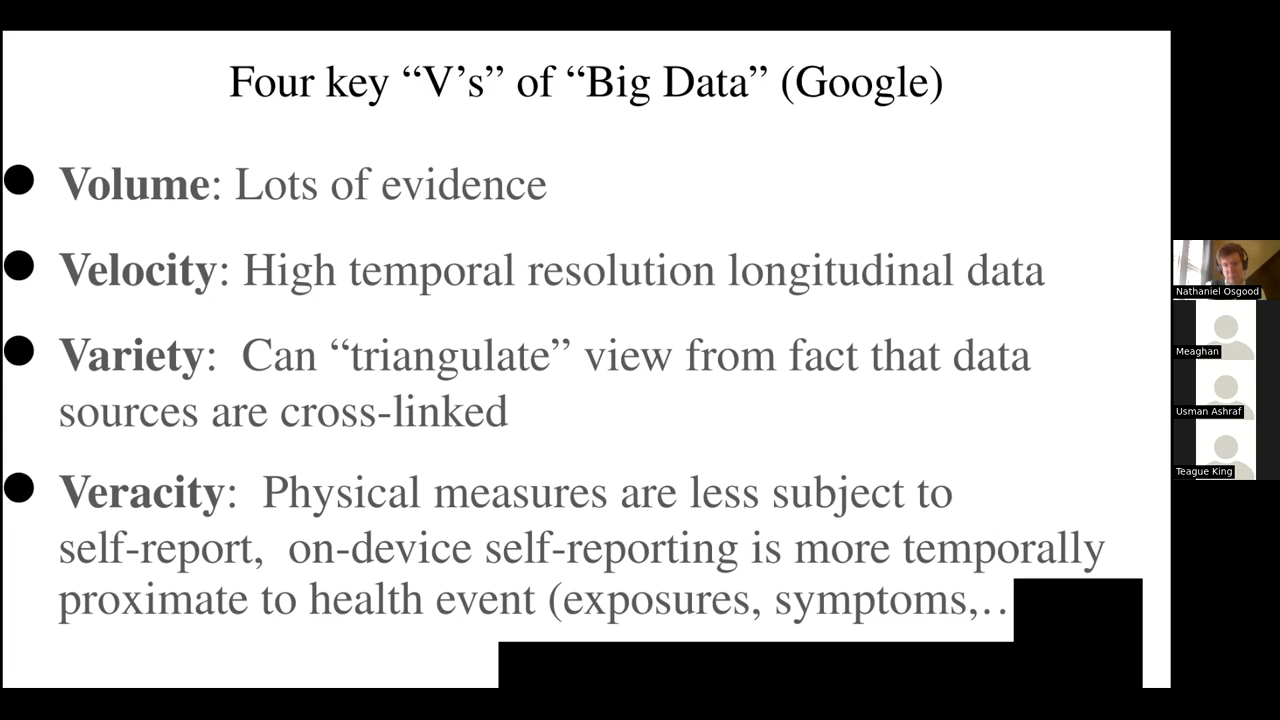 Four key “V’s” of “Big Data” (Google)
● Volume: Lots of evidence
● Velocity: High temporal resolution longitudinal data
● Variety: Can “triangulate” view from fact that data
sources are cross-linked
● Veracity: Physical measures are less subject to
self-report, on-device self-reporting is more temporally
proximate to health event (exposures, symptoms,..
Nathaniel Osgood
Meaghan
Usman Ashraf
Teague King